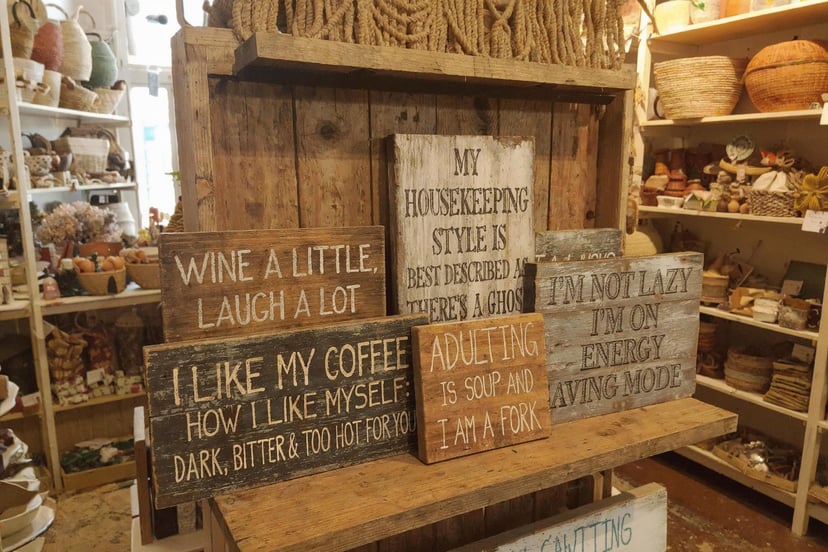 MY
HOUSEKEEPING
STYLE IS
BEST DESCRIBED AS
THERE'S A GHOS
WINE A LITTLE,
LAUGH A LOT
I'M NOT LAZY
I'M ON
ENERGY
AVING MODE
I LIKE MY COFFEE
HOW I LIKE MYSELF:
DARK, BITTER & TOO HOT FOR YOU
ADULTING
IS SOUP AND
I AM A FORK